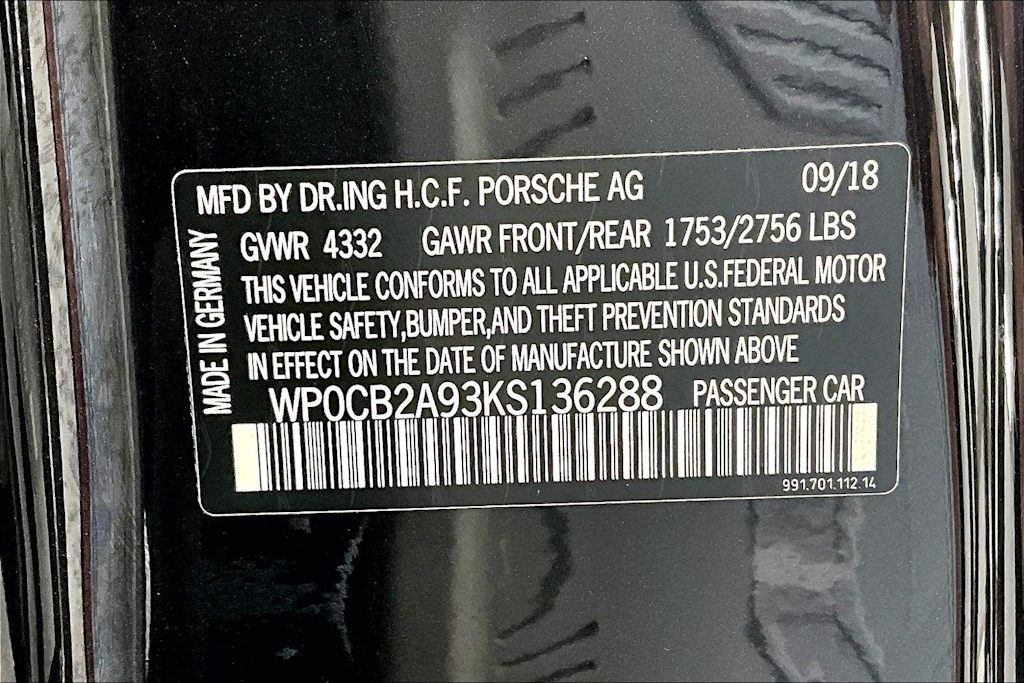 MFD BY DR.ING H.C.F. PORSCHE AG 09/18
GVWR 4332 GAWR FRONT/REAR 1753/2756 LBS
THIS VEHICLE CONFORMS TO ALL APPLICABLE U.S.FEDERAL MOTOR
VEHICLE SAFETY,BUMPER,AND THEFT PREVENTION STANDARDS
IN EFFECT ON THE DATE OF MANUFACTURE SHOWN ABOVE
WP0CB2A93KS136288 PASSENGER CAR
991.701.112.14
MADE IN GERMANY